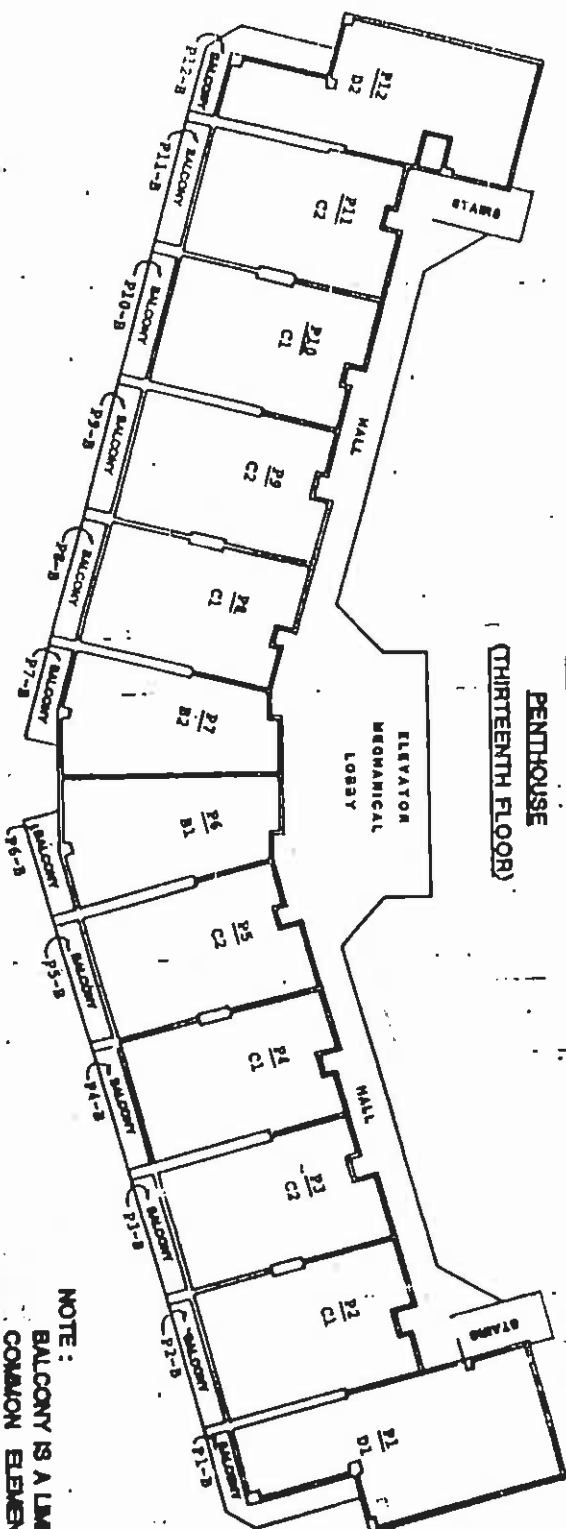 PENTHOUSE
(THIRTEENTH FLOOR)
ELEVATOR
MECHANICAL
LOBBY
HALL
HALL
STAIRS
STAIRS
P12
D2
P11
C2
P10
C1
P9
C2
P8
C1
P7
B2
P6
B1
P5
C2
P4
C1
P3
C2
P2
C1
P1
D1
BALCONY
P12-B
BALCONY
P11-B
BALCONY
P10-B
BALCONY
P9-B
BALCONY
P8-B
BALCONY
P7-B
BALCONY
P6-B
BALCONY
P5-B
BALCONY
P4-B
BALCONY
P3-B
BALCONY
P2-B
BALCONY
P1-B
NOTE:
BALCONY IS A
COMMON